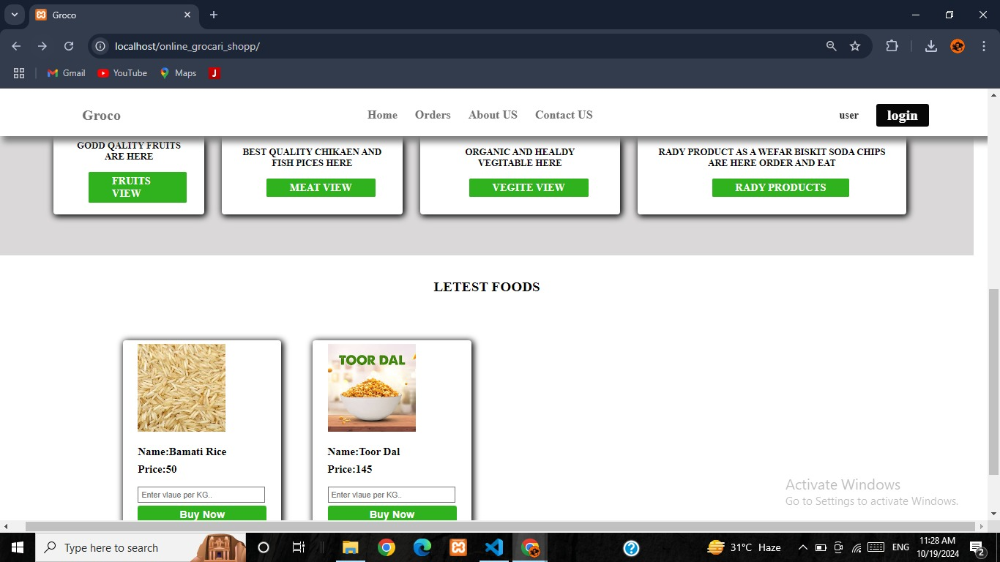 Groco
localhost/online_grocari_shopp/
Gmail
YouTube
Maps
J
Groco
Home
Orders
About US
Contact US
user
login
GODD QALITY FRUITS
ARE HERE
FRUITS
VIEW
BEST QUALITY CHIKAEN AND
FISH PICES HERE
MEAT VIEW
ORGANIC AND HEALDY
VEGITABLE HERE
VEGITE VIEW
RADY PRODUCT AS A WEFAR BISKIT SODA CHIPS
ARE HERE ORDER AND EAT
RADY PRODUCTS
LETEST FOODS
Name:Bamati Rice
Price:50
Enter vlaue per KG..
Buy Now
TOOR DAL
Name:Toor Dal
Price:145
Enter vlaue per KG..
Buy Now
Activate Windows
Go to Settings to activate Windows.
Type here to search
31°C Haze
ENG
11:28 AM
10/19/2024
2